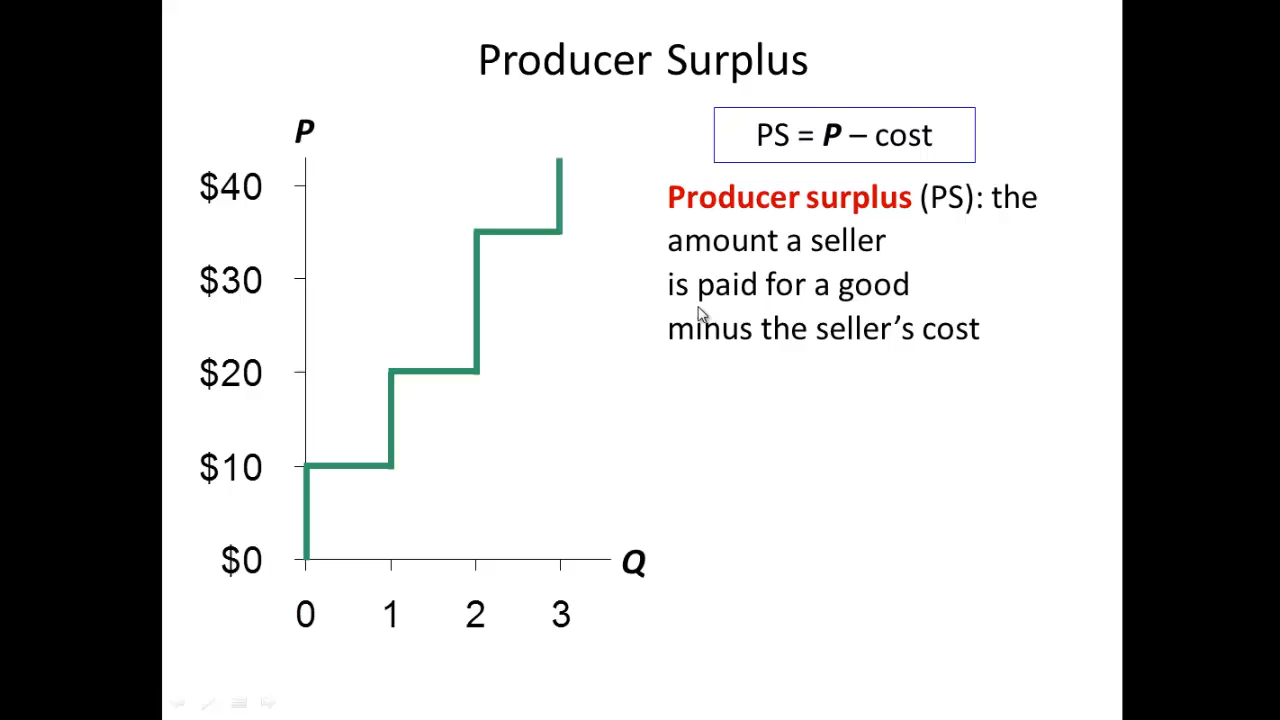 Producer Surplus
P
$40
$30
$20
$10
$0
0 1 2 3
Q
PS = P – cost
Producer surplus (PS): the
amount a seller
is paid for a good
minus the seller’s cost